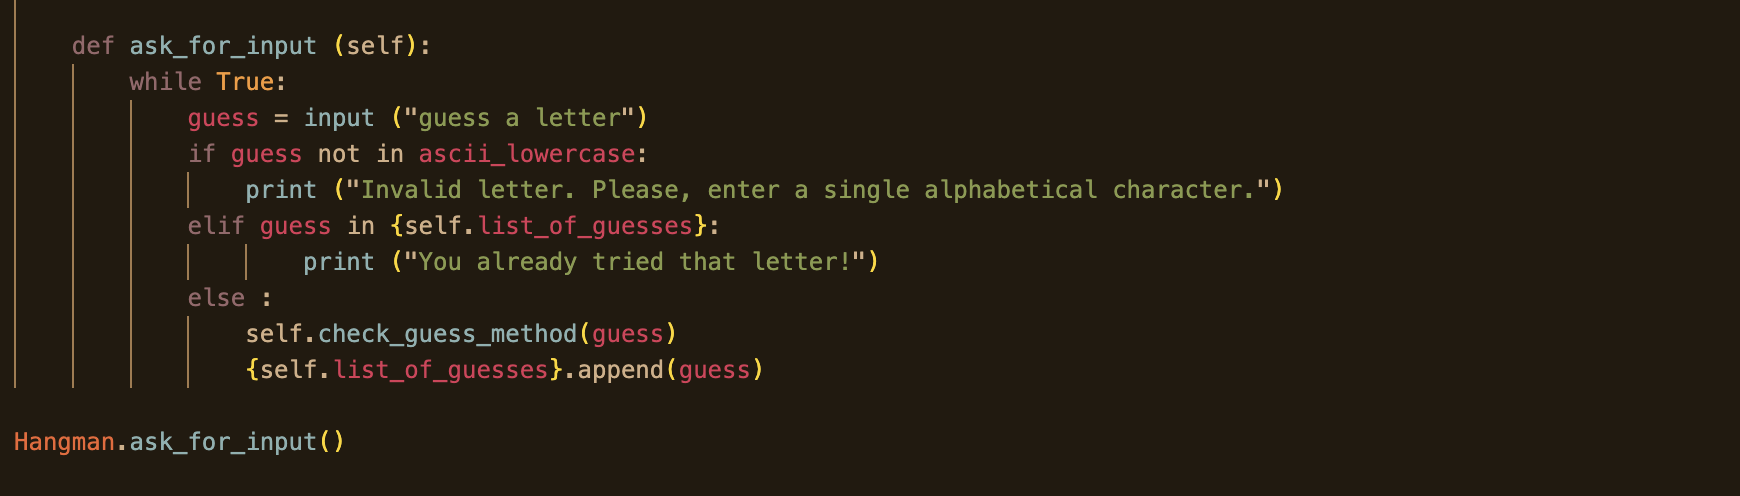 def ask_for_input (self):
while True:
guess = input ("guess a letter")
if guess not in ascii_lowercase:
print ("Invalid letter. Please, enter a single alphabetical character.")
elif guess in {self.list_of_guesses}:
print ("You already tried that letter!")
else :
self.check_guess_method(guess)
{self.list_of_guesses}.append(guess)
Hangman.ask_for_input()